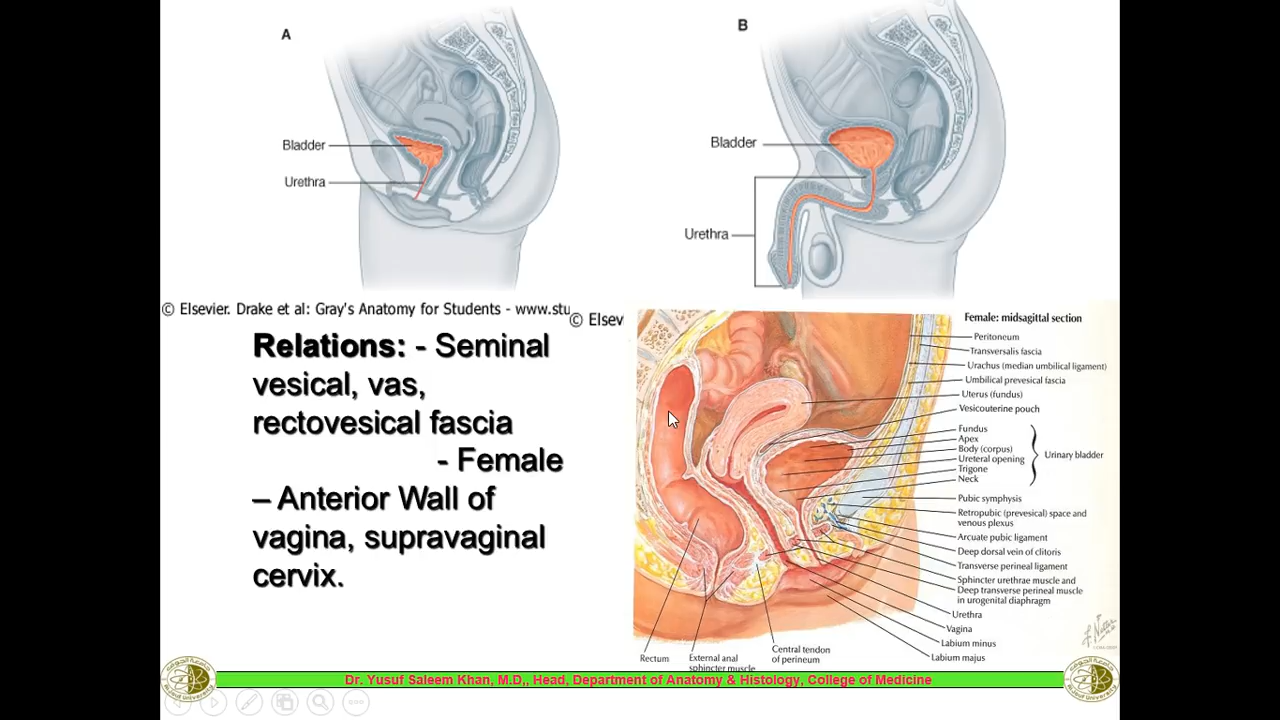 A
B
Bladder
Urethra
Bladder
Urethra
© Elsevier. Drake et al: Gray's Anatomy for Students - www.stu
© Elsev
Relations: - Seminal
vesical, vas,
rectovesical fascia
- Female
– Anterior Wall of
vagina, supravaginal
cervix.
Female: midsagittal section
Peritoneum
Transversalis fascia
Urachus (median umbilical ligament)
Umbilical prevesical fascia
Uterus (fundus)
Vesicouterine pouch
Fundus
Apex
Body (corpus)
Ureteral opening
Trigone
Neck
Urinary bladder
Pubic symphysis
Retropubic (prevesical) space and
venous plexus
Arcuate pubic ligament
Deep dorsal vein of clitoris
Transverse perineal ligament
Sphincter urethrae muscle and
Deep transverse perineal muscle
in urogenital diaphragm
Urethra
Vagina
Labium minus
Labium majus
Rectum
External anal
sphincter muscle
Central tendon
of perineum
Dr. Yusuf Saleem Khan, M.D,, Head, Department of Anatomy & Histology, College of Medicine